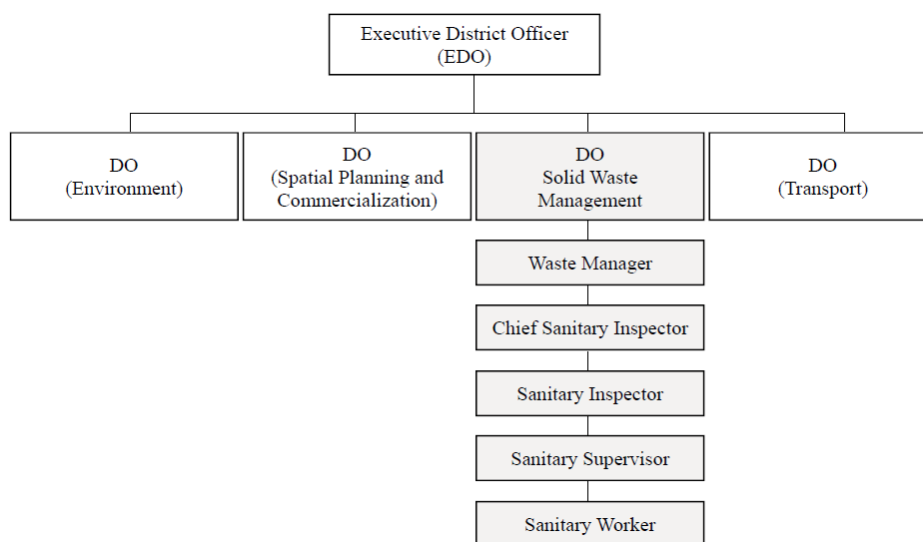 Executive District Officer
(EDO)
DO
(Environment)
DO
(Spatial Planning and
Commercialization)
DO
Solid Waste
Management
DO
(Transport)
Waste Manager
Chief Sanitary Inspector
Sanitary Inspector
Sanitary Supervisor
Sanitary Worker